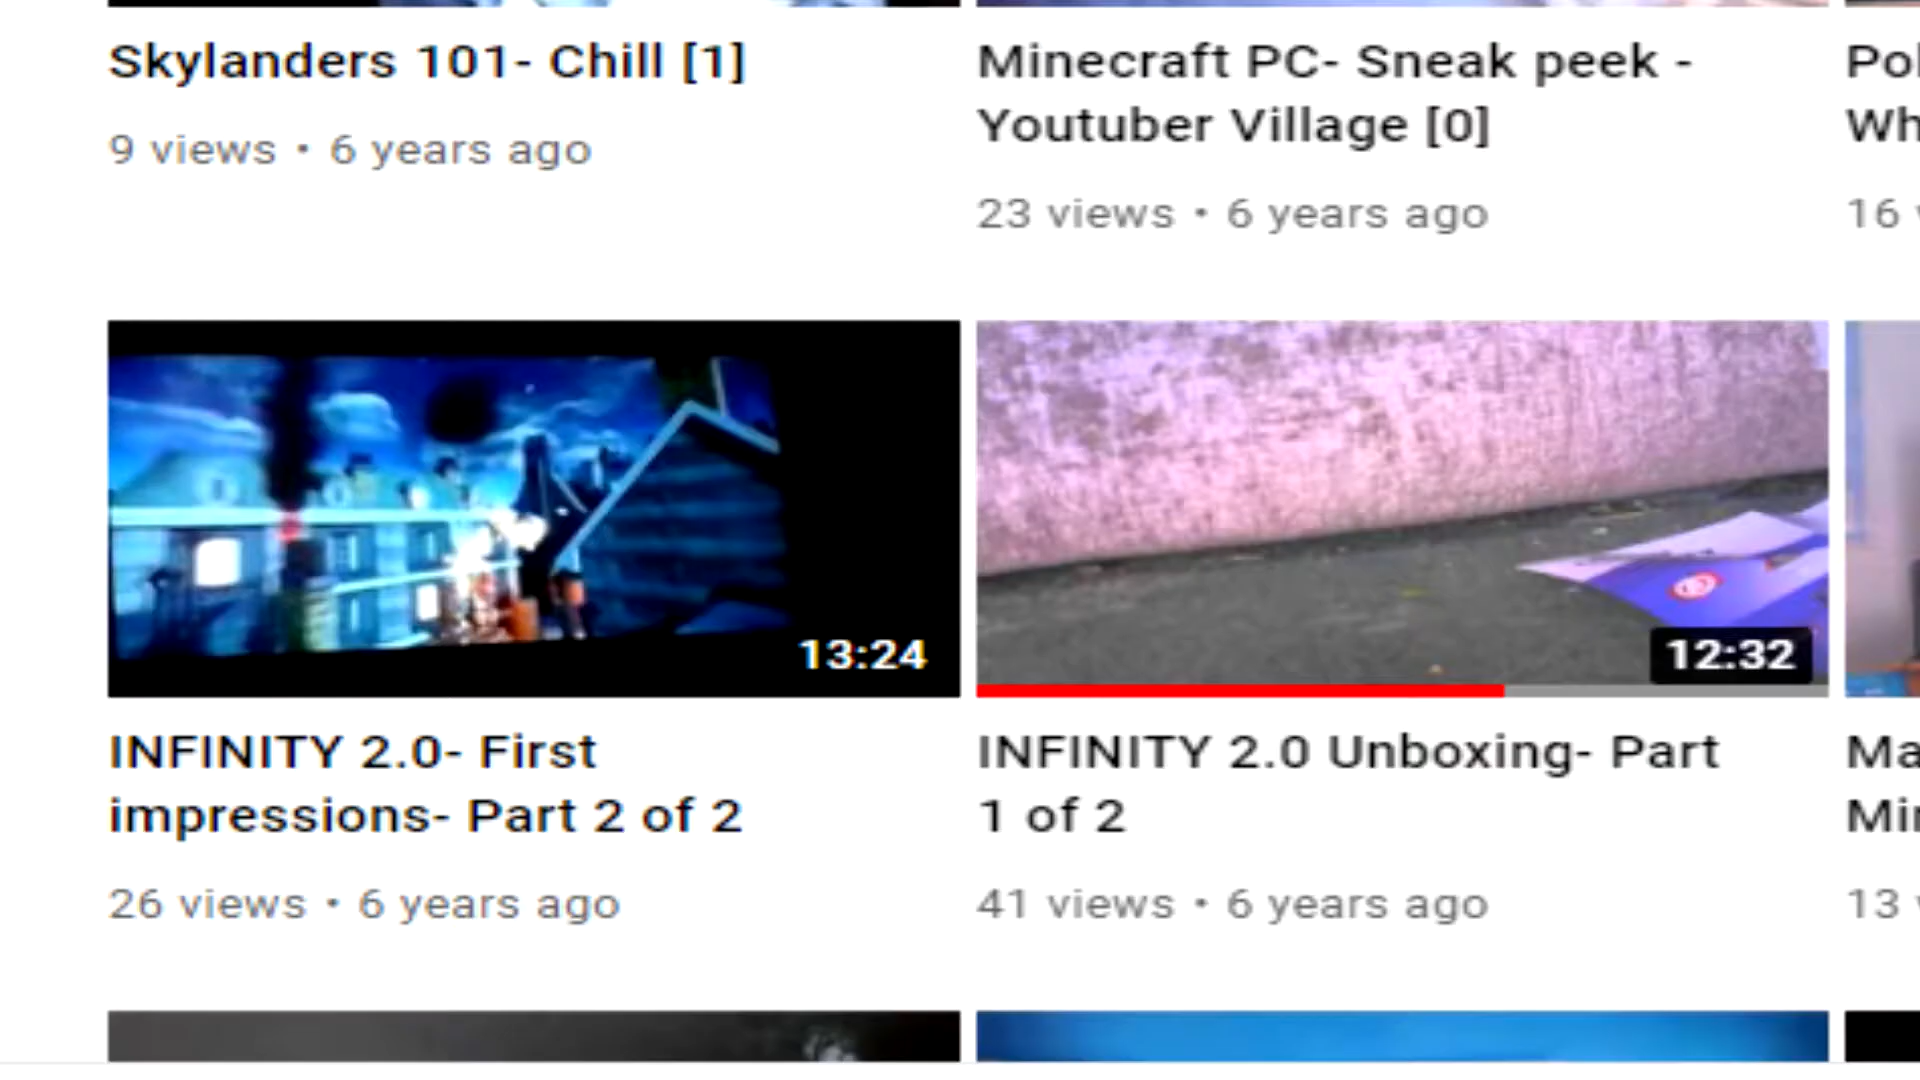 Skylanders 101- Chill [1]
9 views • 6 years ago
Minecraft PC- Sneak peek -
Youtuber Village [0]
23 views • 6 years ago
16
13:24
INFINITY 2.0- First
impressions- Part 2 of 2
26 views • 6 years ago
12:32
INFINITY 2.0 Unboxing- Part
1 of 2
41 views • 6 years ago
13